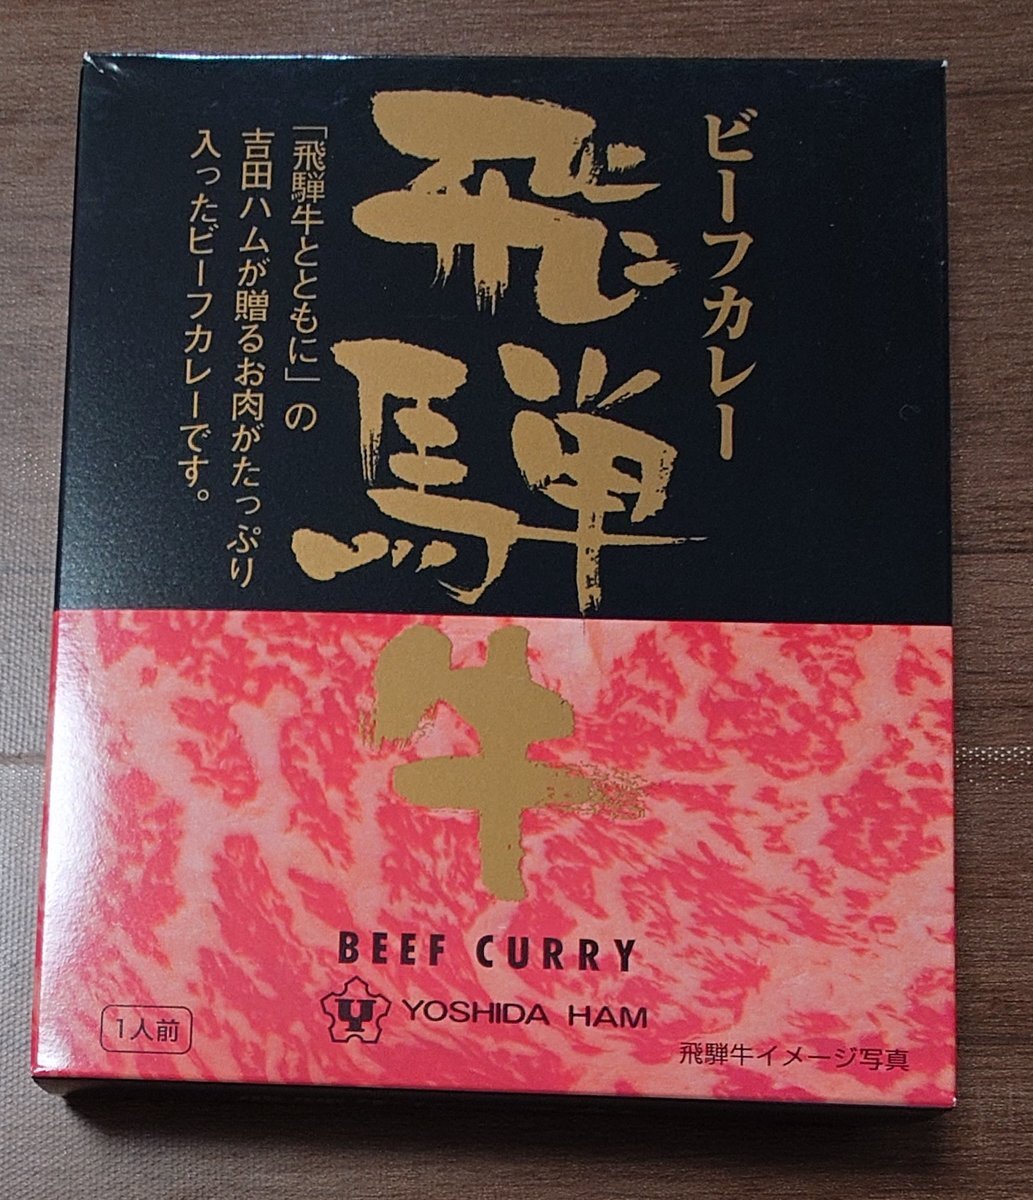 ビーフカレー
飛騨牛
「飛騨牛とともに」の
吉田ハムが贈るお肉がたっぷり
入ったビーフカレーです。
BEEF CURRY
YOSHIDA HAM
1人前
飛騨牛イメージ写真